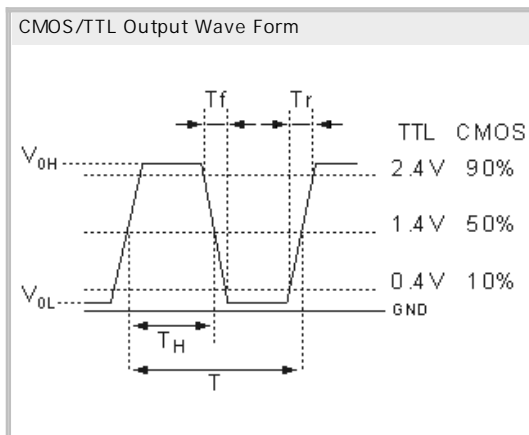 CMOS/TTL Output Wave Form
Tf Tr
TTL CMOS
V0H 2.4V 90%
1.4V 50%
0.4V 10%
V0L
GND
TH
T